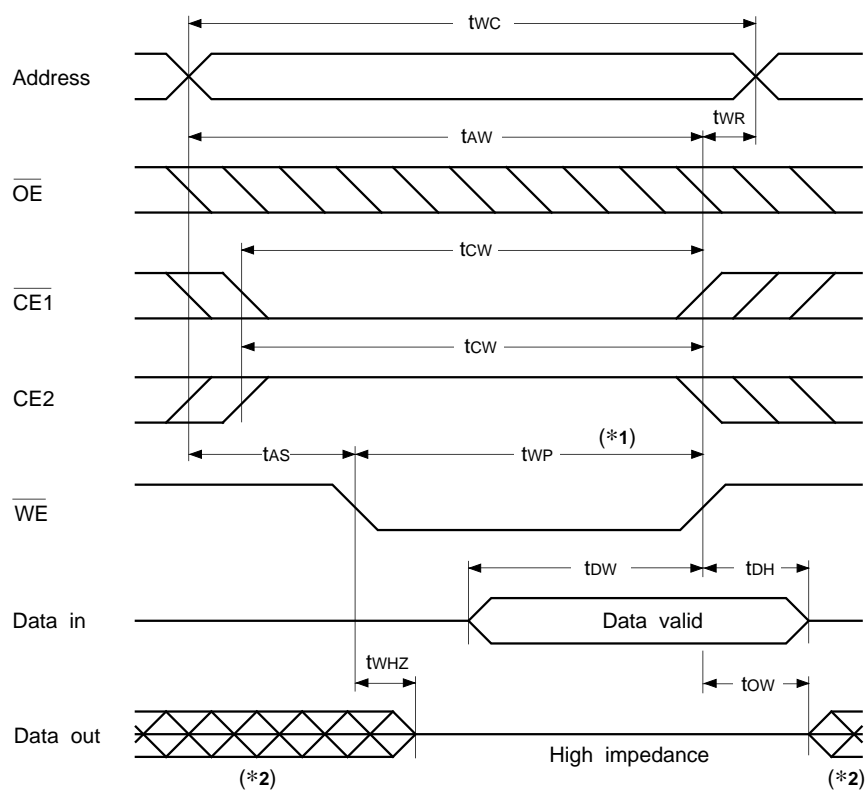 tWC
Address
tAW
tWR
OE
tCW
CE1
tCW
CE2
tAS
tWP
(*1)
WE
tDW
tDH
Data in
Data valid
tWHZ
tOW
Data out
High impedance
(*2)
(*2)